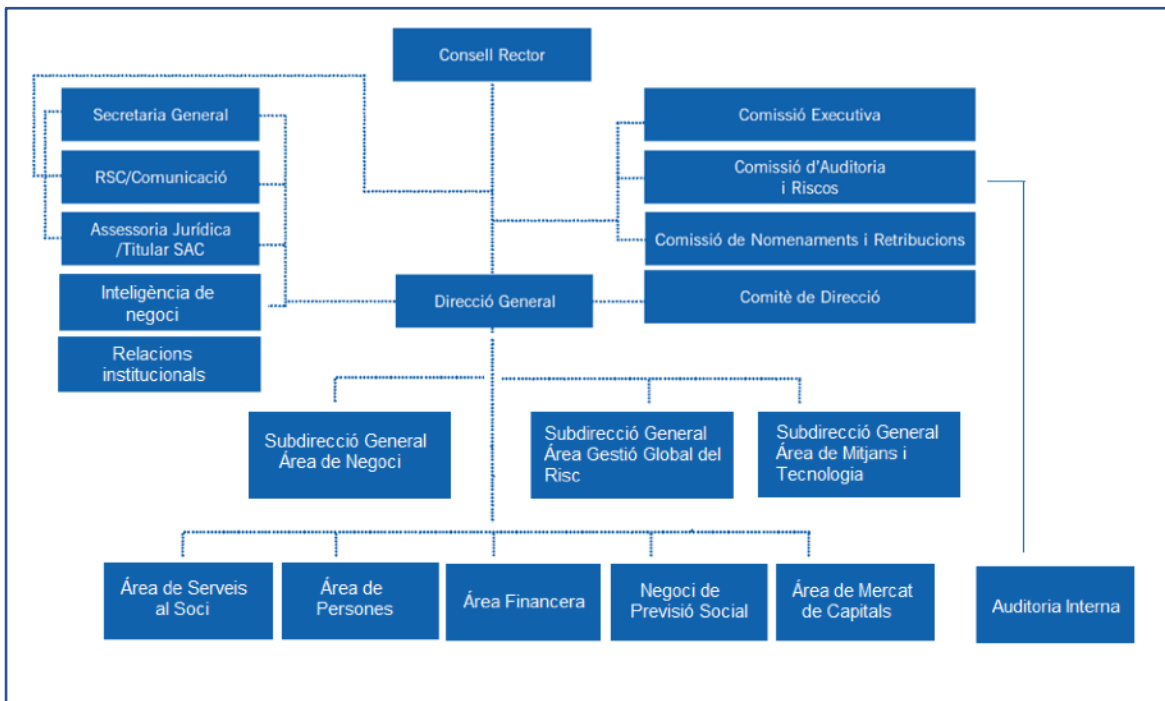 Consell Rector
Secretaria General
Comissió Executiva
RSC/Comunicació
Comissió d'Auditoria
i Riscos
Assessoria Jurídica
/Titular SAC
Comissió de Nomenaments i Retribucions
Inteligència de
negoci
Direcció General
Comitè de Direcció
Relacions
institucionals
Subdirecció General
Área de Negoci
Subdirecció General
Área Gestió Global del
Risc
Subdirecció General
Área de Mitjans i
Tecnologia
Área de Serveis
al Soci
Área de
Persones
Área Financera
Negoci de
Previsió Social
Área de Mercat
de Capitals
Auditoria Interna